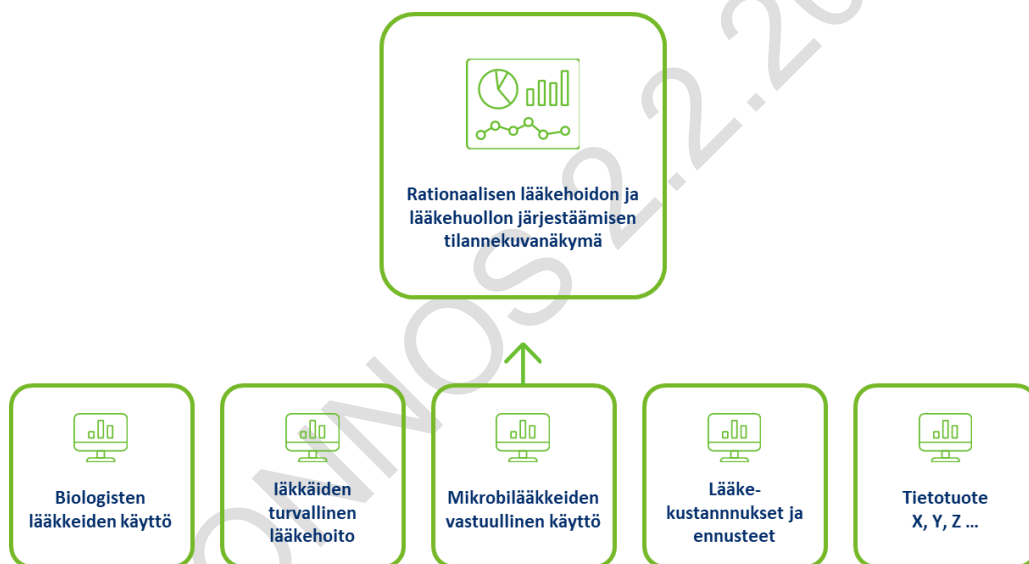 Rationaalisen lääkehoidon ja
lääkehuollon järjestäämisen
tilannekuvanäkymä
Biologisten
lääkkeiden käyttö
Iäkkäiden
turvallinen
lääkehoito
Mikrobilääkkeiden
vastuullinen käyttö
Lääke-
kustannnukset ja
ennusteet
Tietotuote
X, Y, Z ...